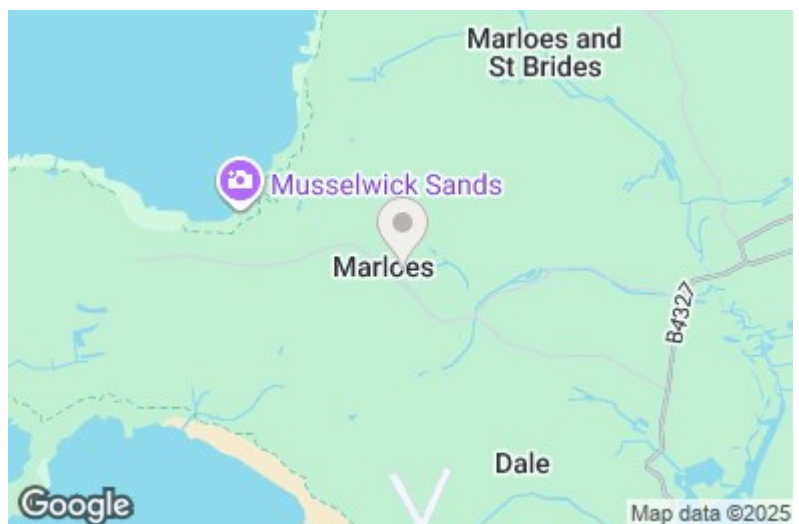 Marloes and
St Brides
Musselwick Sands
Marloes
B4327
Dale
Google
Map data ©2025